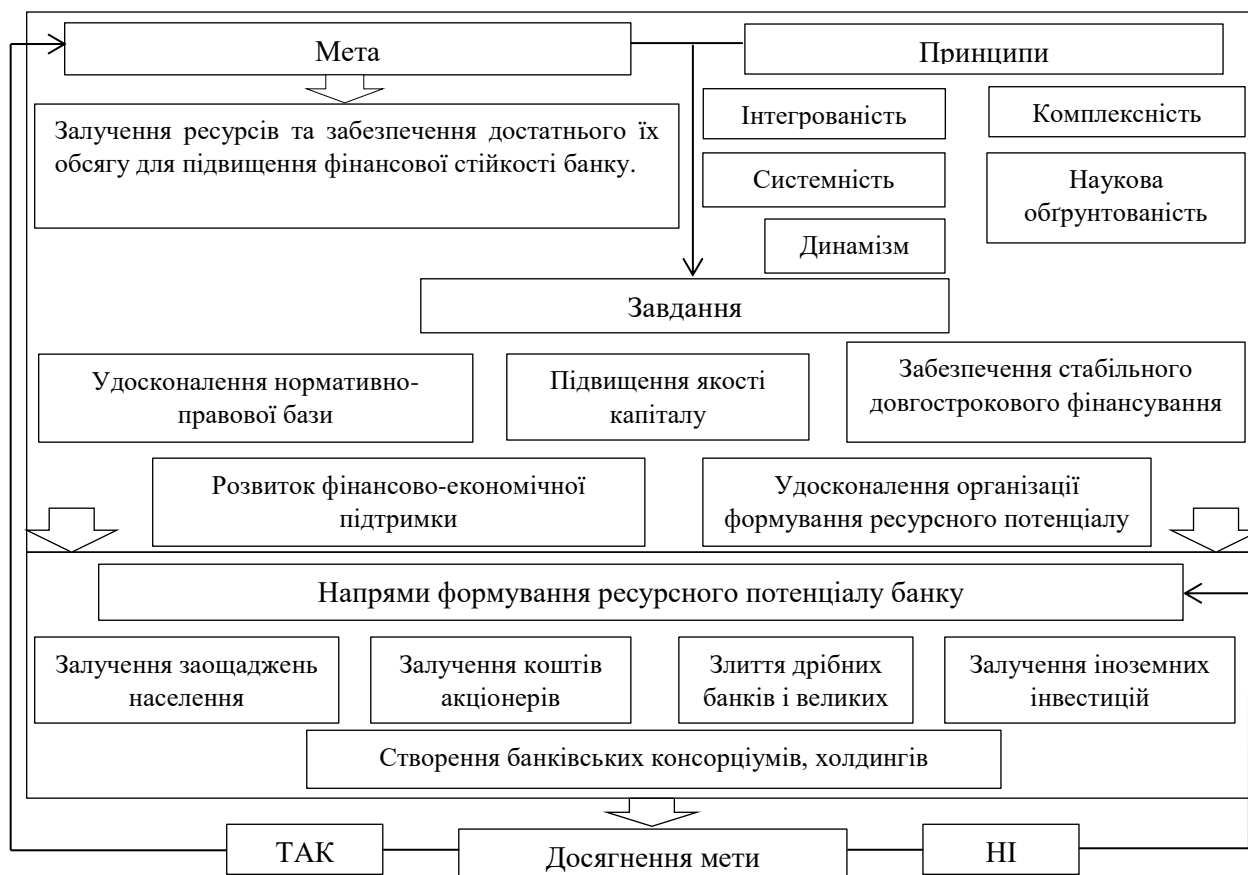 Мета
Принципи
Залучення ресурсів та забезпечення достатнього їх
обсягу для підвищення фінансової стійкості банку.
Інтегрованість
Комплексність
Системність
Наукова
обґрунтованість
Динамізм
Завдання
Удосконалення нормативно-
правової бази
Підвищення якості
капіталу
Забезпечення стабільного
довгострокового фінансування
Розвиток фінансово-економічної
підтримки
Удосконалення організації
формування ресурсного потенціалу
Напрями формування ресурсного потенціалу банку
Залучення заощаджень
населення
Залучення коштів
акціонерів
Злиття дрібних
банків і великих
Залучення іноземних
інвестицій
Створення банківських консорціумів, холдингів
ТАК
Досягнення мети
НІ